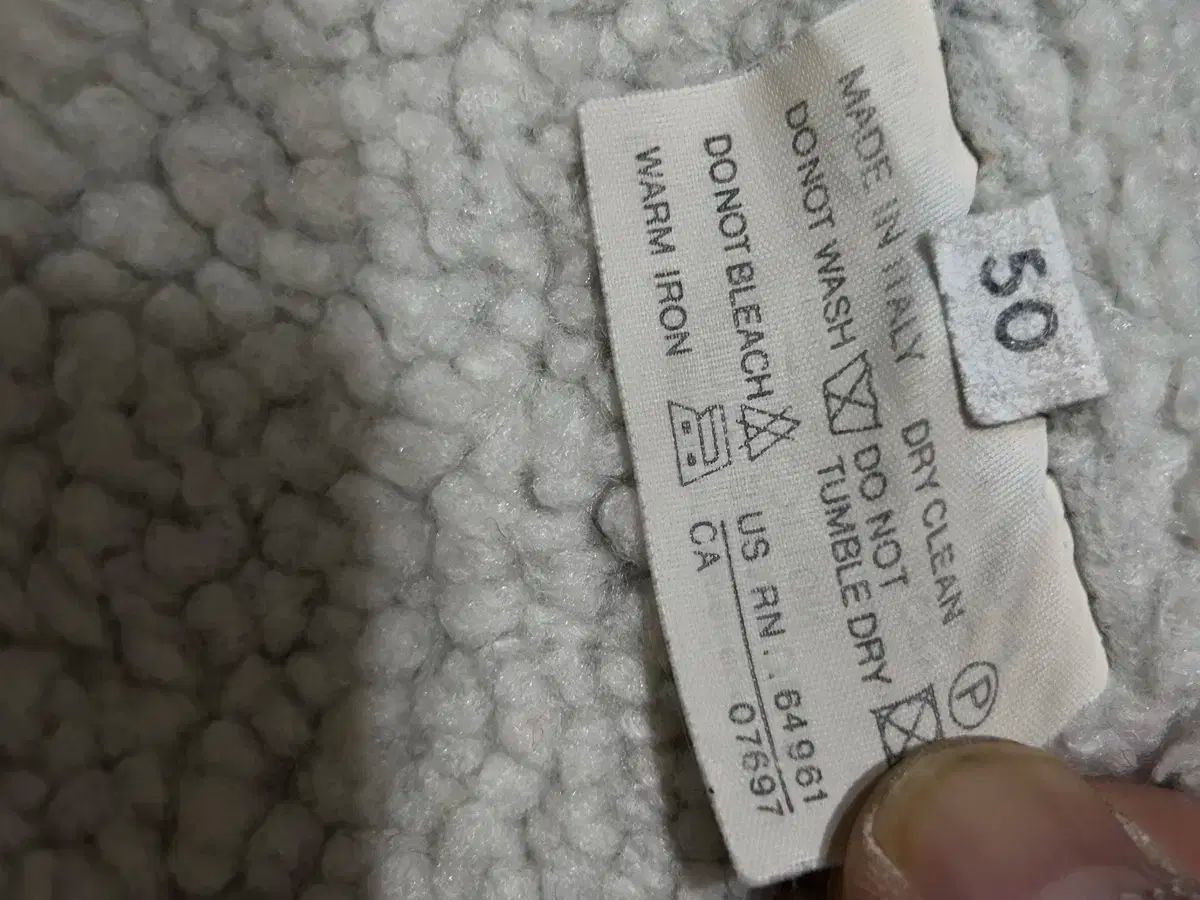 50
MADE IN ITALY
DRY CLEAN P
DO NOT WASH
DO NOT
TUMBLE DRY
DO NOT BLEACH
WARM IRON
US RN. 64961
CA 07697